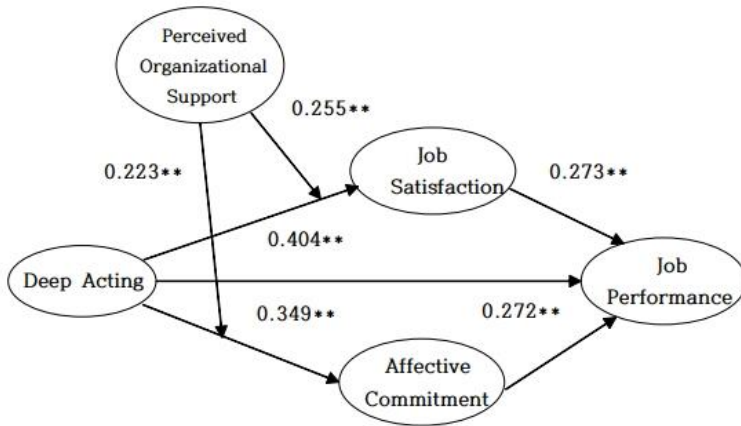 Perceived
Organizational
Support
0.255**
0.223**
Job
Satisfaction
0.273**
0.404**
Deep Acting
Job
Performance
0.349**
0.272**
Affective
Commitment